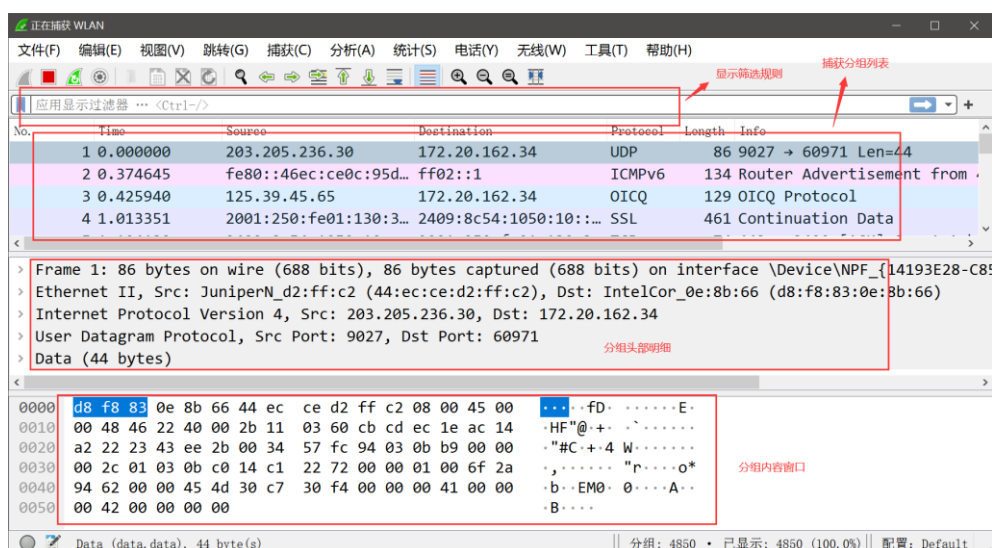 正在捕获 WLAN
文件(F) 编辑(E) 视图(V) 跳转(G) 捕获(C) 分析(A) 统计(S) 电话(Y) 无线(W) 工具(T) 帮助(H)
显示筛选规则
捕获分组列表
应用显示过滤器 … <Ctrl-/>
No. Time Source Destination Protocol Length Info
1 0.000000 203.205.236.30 172.20.162.34 UDP 86 9027 → 60971 Len=44
2 0.374645 fe80::46ec:ce0c:95d… ff02::1 ICMPv6 134 Router Advertisement from
3 0.425940 125.39.45.65 172.20.162.34 OICQ 129 OICQ Protocol
4 1.013351 2001:250:fe01:130:3… 2409:8c54:1050:10::… SSL 461 Continuation Data
Frame 1: 86 bytes on wire (688 bits), 86 bytes captured (688 bits) on interface \Device\NPF_{14193E28-C85
Ethernet II, Src: JuniperN_d2:ff:c2 (44:ec:ce:d2:ff:c2), Dst: IntelCor_0e:8b:66 (d8:f8:83:0e:8b:66)
Internet Protocol Version 4, Src: 203.205.236.30, Dst: 172.20.162.34
User Datagram Protocol, Src Port: 9027, Dst Port: 60971
分组头部明细
Data (44 bytes)
0000 d8 f8 83 0e 8b 66 44 ec ce d2 ff c2 08 00 45 00 ·····fD· ······E·
0010 00 48 46 22 40 00 2b 11 03 60 cb cd ec 1e ac 14 ·HF"@·+· ·`······
0020 a2 22 23 43 ee 2b 00 34 57 fc 94 03 0b b9 00 00 ·"#C·+·4 W·······
0030 00 2c 01 03 0b c0 14 c1 22 72 00 00 01 00 6f 2a ·,······ "r····o*
分组内容窗口
0040 94 62 00 00 45 4d 30 c7 30 f4 00 00 00 41 00 00 ·b··EM0· 0····A··
0050 00 42 00 00 00 00 ·B····
Data (data.data), 44 byte(s) 分组: 4850 · 已显示: 4850 (100.0%) 配置: Default